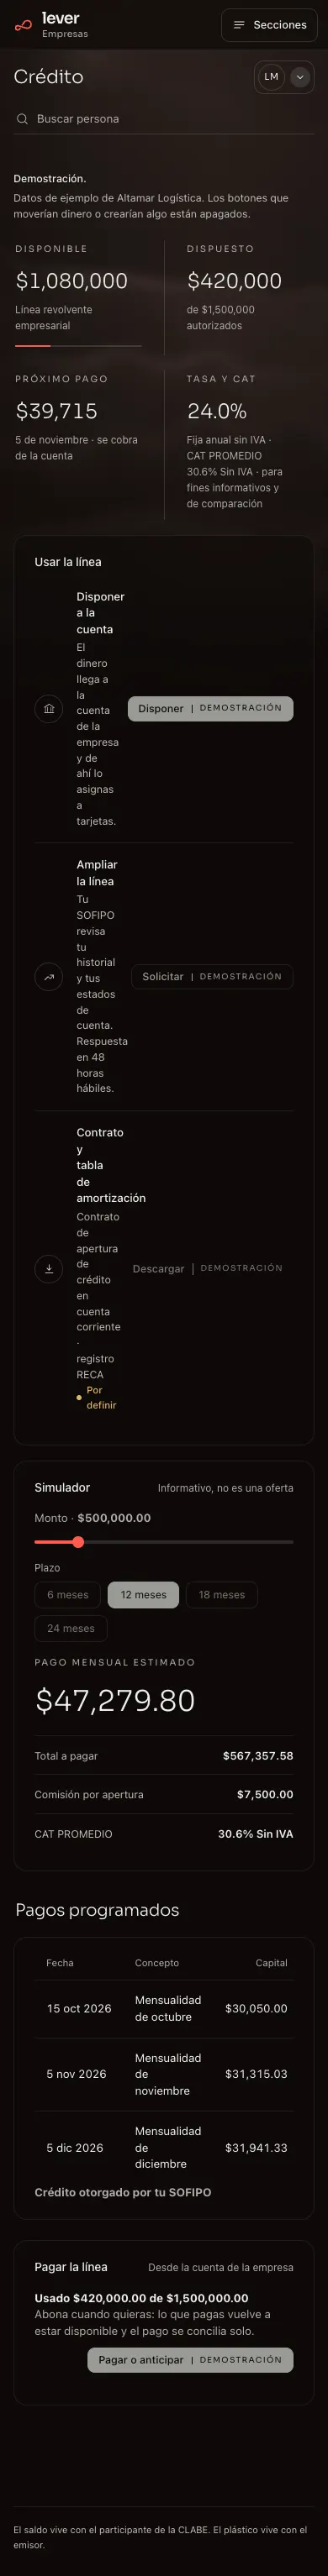 lever
Empresas
Secciones
Crédito
LM
Buscar persona
Demostración.
Datos de ejemplo de Altamar Logística. Los botones que
moverían dinero o crearían algo están apagados.
DISPONIBLE
$1,080,000
Línea revolvente
empresarial
DISPUESTO
$420,000
de $1,500,000
autorizados
PRÓXIMO PAGO
$39,715
5 de noviembre · se cobra
de la cuenta
TASA Y CAT
24.0%
Fija anual sin IVA ·
CAT PROMEDIO
30.6% Sin IVA · para
fines informativos y
de comparación
Usar la línea
Disponer
a la
cuenta
El
dinero
llega a
la
cuenta
de la
empresa
y de
ahí lo
asignas
a
tarjetas.
Disponer | DEMOSTRACIÓN
Ampliar
la línea
Tu
SOFIPO
revisa
tu
historial
y tus
estados
de
cuenta.
Respuesta
en 48
horas
hábiles.
Solicitar | DEMOSTRACIÓN
Contrato
y
tabla
de
amortización
Contrato
de
apertura
de
crédito
en
cuenta
corriente
·
registro
RECA
Por
definir
Descargar | DEMOSTRACIÓN
Simulador
Informativo, no es una oferta
Monto · $500,000.00
Plazo
6 meses
12 meses
18 meses
24 meses
PAGO MENSUAL ESTIMADO
$47,279.80
Total a pagar $567,357.58
Comisión por apertura $7,500.00
CAT PROMEDIO 30.6% Sin IVA
Pagos programados
Fecha Concepto Capital
15 oct 2026 Mensualidad de octubre $30,050.00
5 nov 2026 Mensualidad de noviembre $31,315.03
5 dic 2026 Mensualidad de diciembre $31,941.33
Crédito otorgado por tu SOFIPO
Pagar la línea
Desde la cuenta de la empresa
Usado $420,000.00 de $1,500,000.00
Abona cuando quieras: lo que pagas vuelve a
estar disponible y el pago se concilia solo.
Pagar o anticipar | DEMOSTRACIÓN
El saldo vive con el participante de la CLABE. El plástico vive con el
emisor.